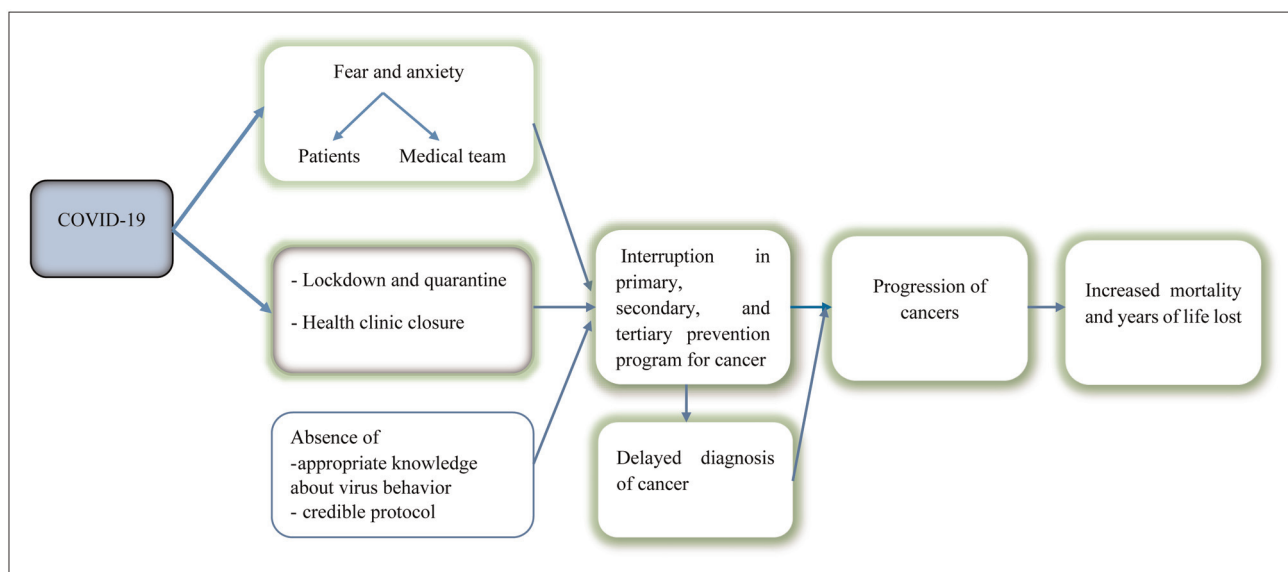 Fear and anxiety
Patients
Medical team
COVID-19
- Lockdown and quarantine
- Health clinic closure
Absence of
-appropriate knowledge
about virus behavior
- credible protocol
Interruption in
primary,
secondary, and
tertiary prevention
program for cancer
Delayed diagnosis
of cancer
Progression of
cancers
Increased mortality
and years of life lost